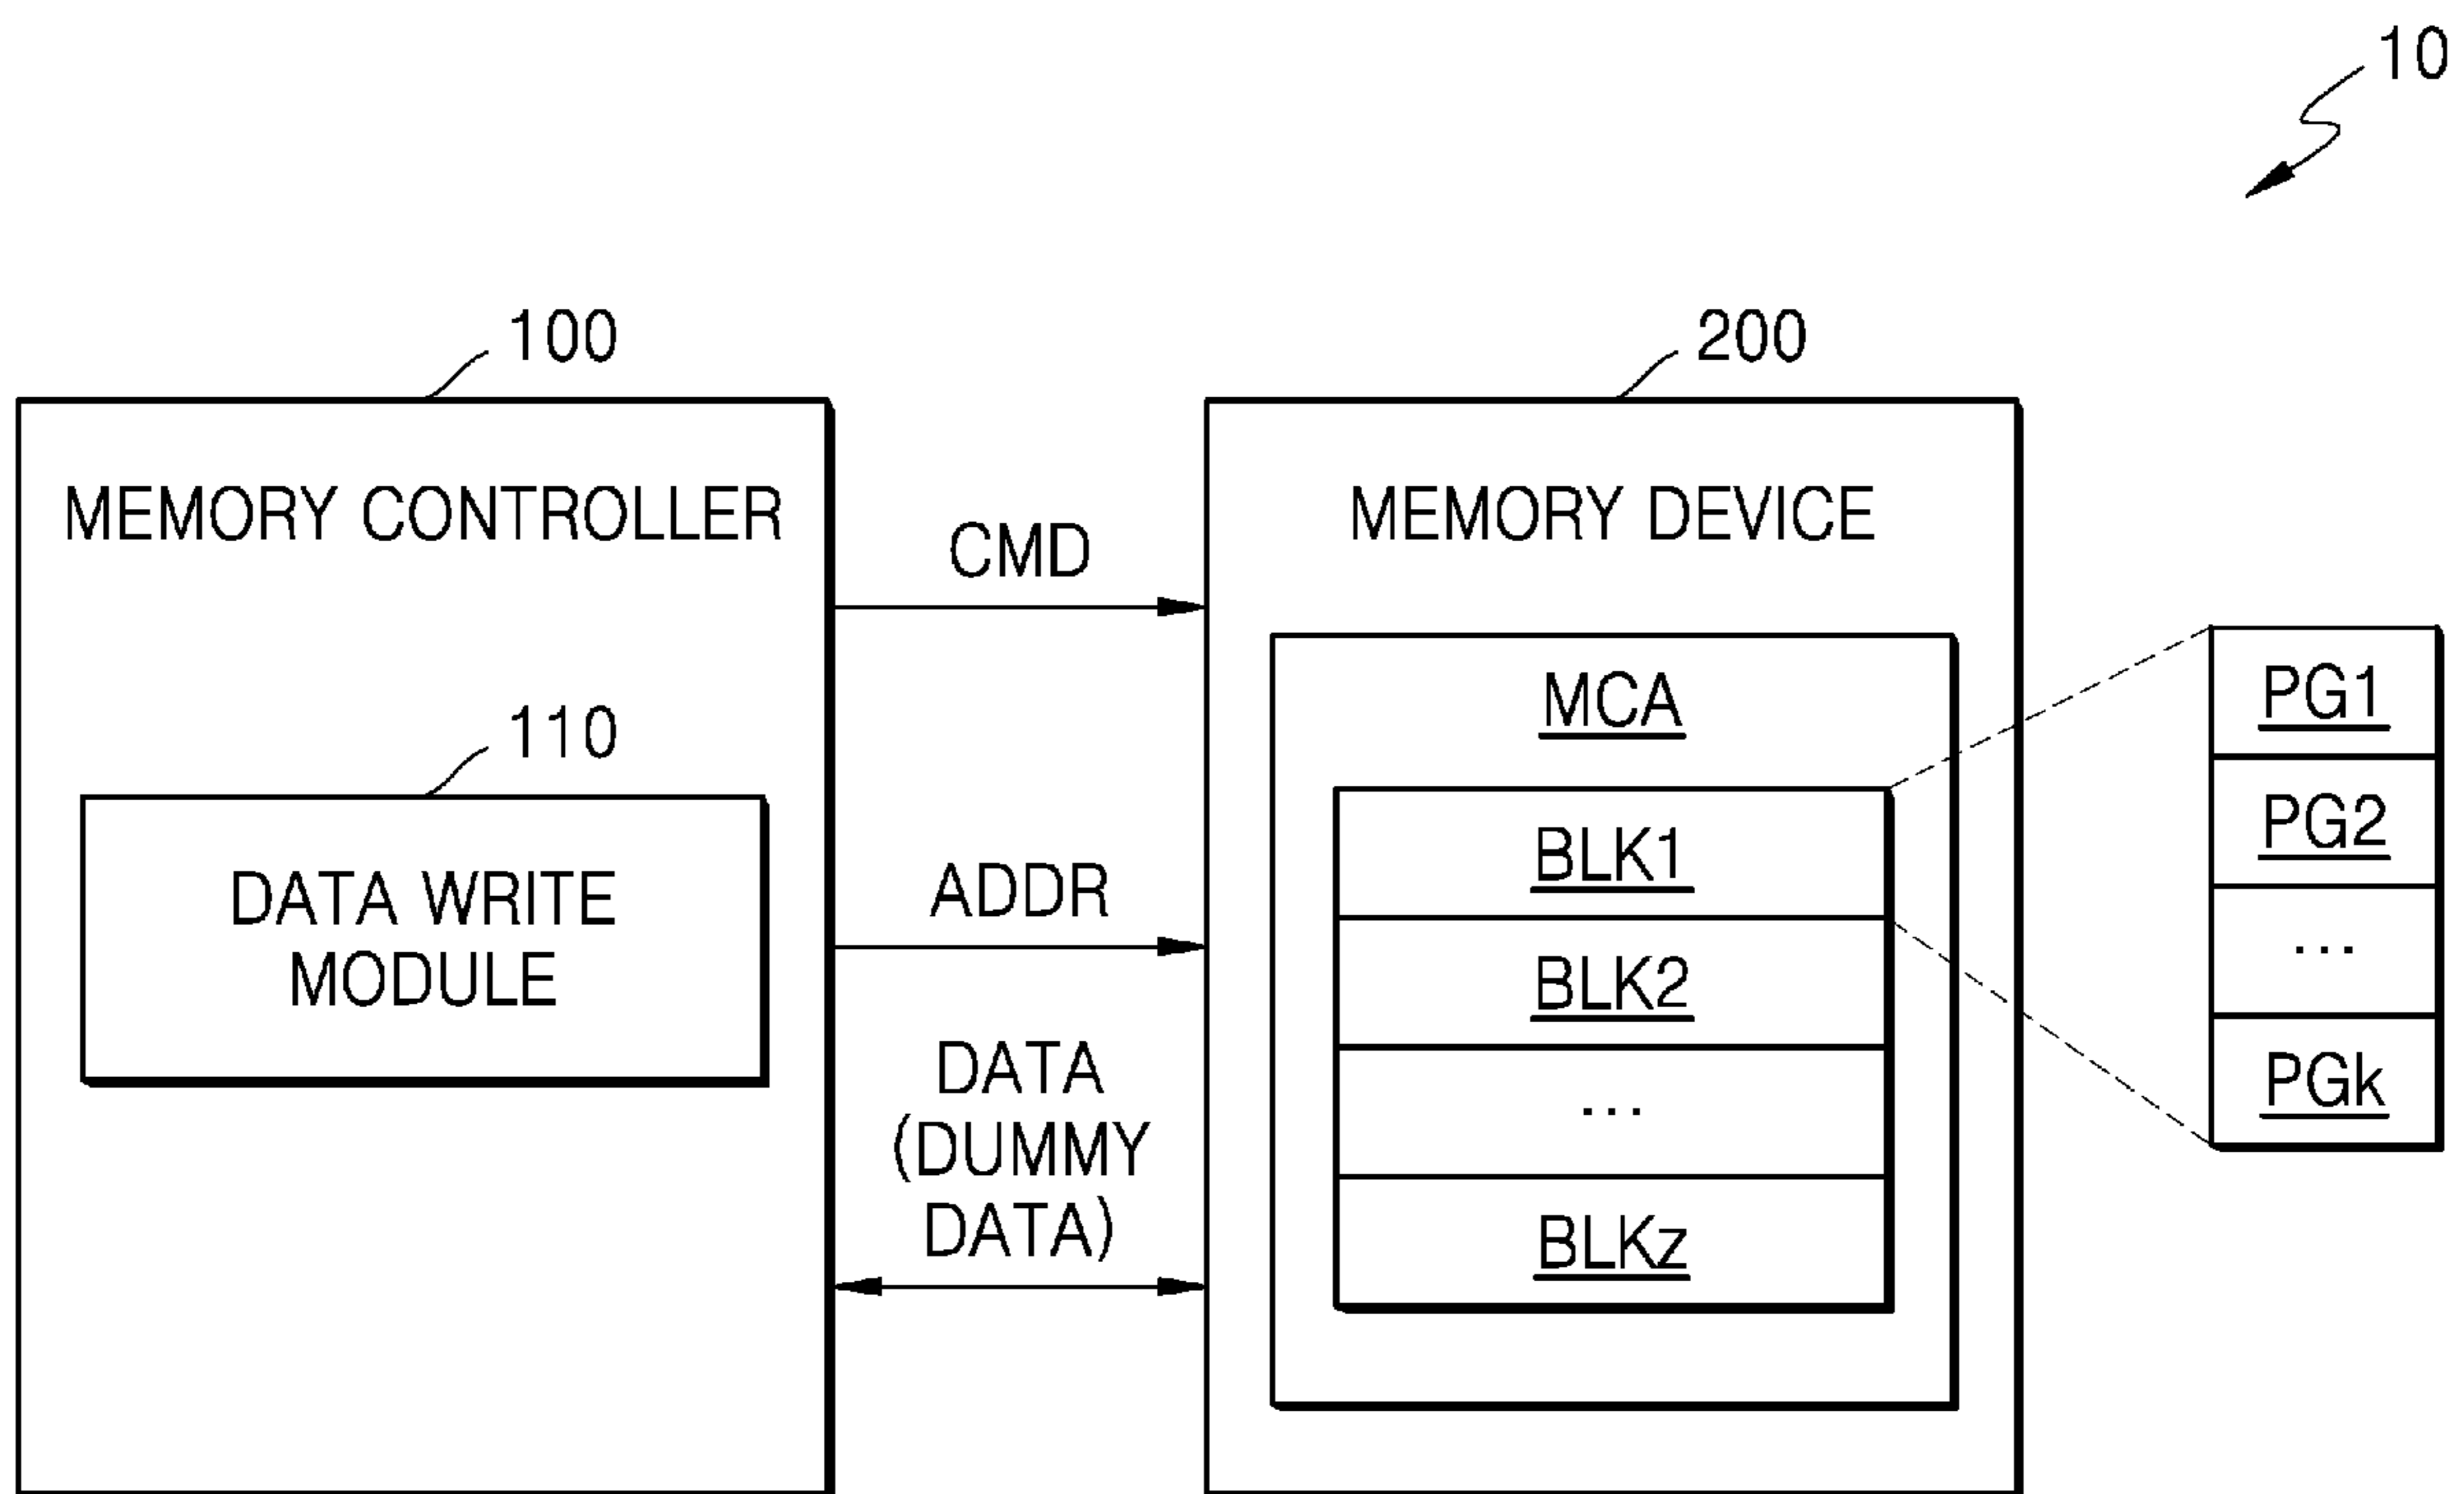 10
100
200
MEMORY CONTROLLER
MEMORY DEVICE
CMD
MCA
110
DATA WRITE
MODULE
ADDR
DATA
(DUMMY
DATA)
BLK1
BLK2
...
BLKz
PG1
PG2
...
PGk